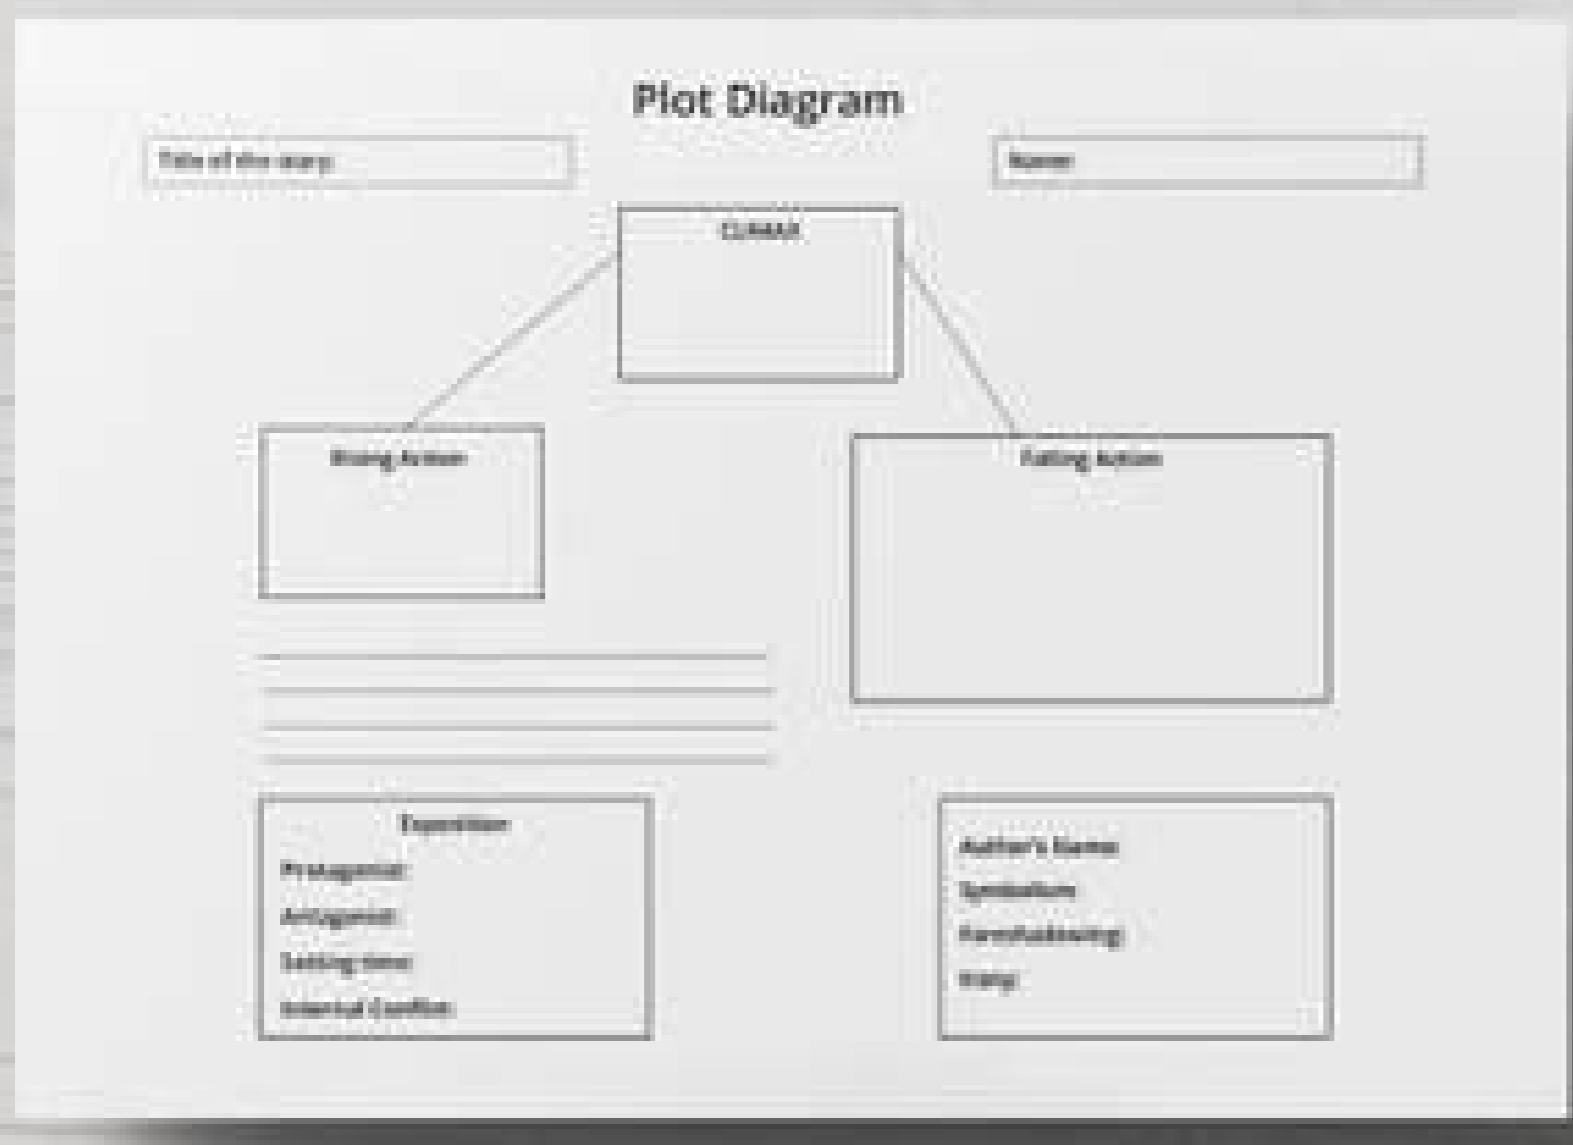 Plot Diagram
Title of the story:
Name:
CLIMAX
Rising Action
Falling Action
Exposition
Protagonist:
Antagonist:
Setting time:
Internal Conflict:
Author's
Symbolism:
Foreshadowing:
Irony: